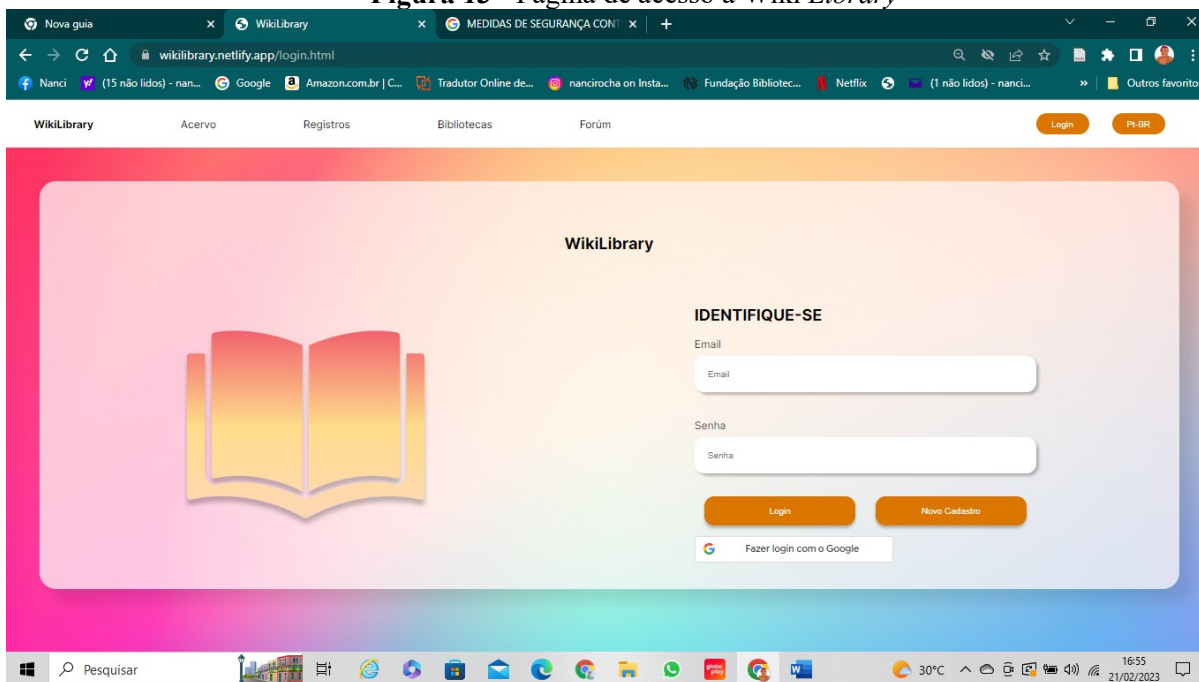 Figura 13 - Página de acesso à Wiki Library
Nova guia
WikiLibrary
MEDIDAS DE SEGURANÇA CONT
wikilibrary.netlify.app/login.html
Nanci (15 não lidos) - nan... Google Amazon.com.br | C... Tradutor Online de... nancirocha on Insta... Fundação Bibliotec... Netflix (1 não lidos) - nanci... » Outros favorito
WikiLibrary Acervo Registros Bibliotecas Forúm Login Pt-BR
WikiLibrary
IDENTIFIQUE-SE
Email
Email
Senha
Senha
Login Novo Cadastro
Fazer login com o Google
Pesquisar 30°C 16:55
21/02/2023